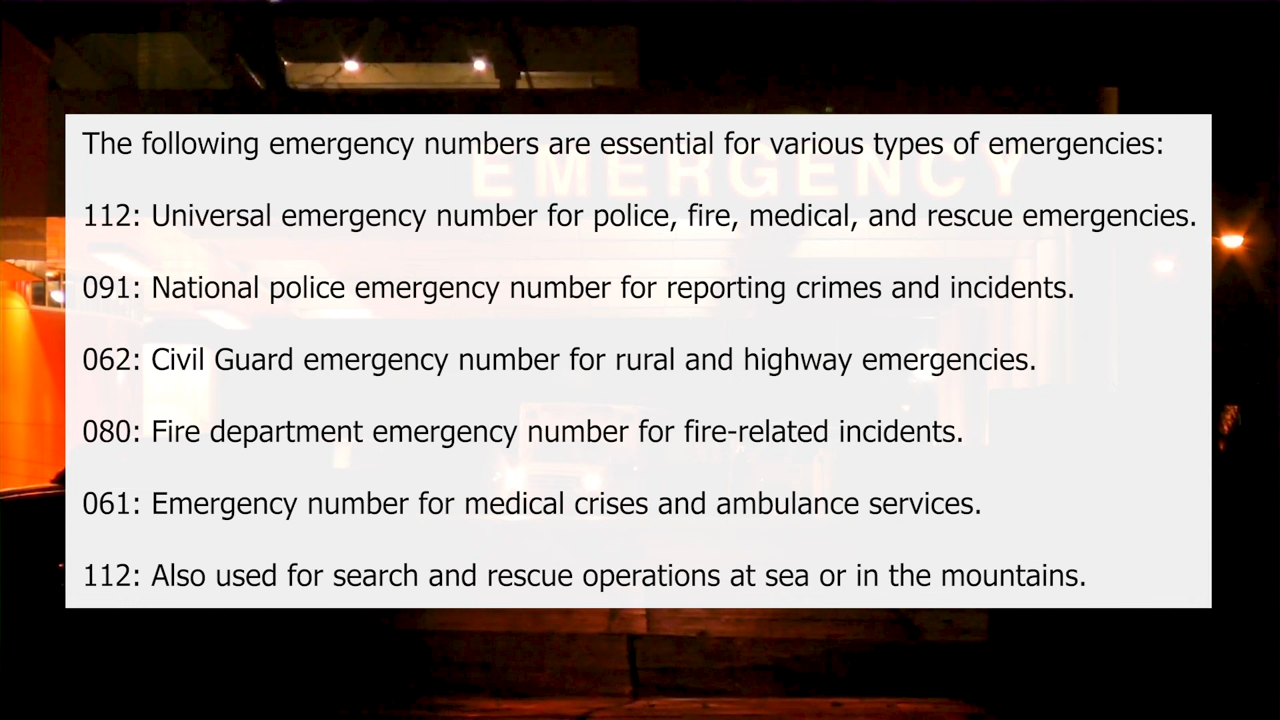 The following emergency numbers are essential for various types of emergencies:
EMERGENCY
112: Universal emergency number for police, fire, medical, and rescue emergencies.
091: National police emergency number for reporting crimes and incidents.
062: Civil Guard emergency number for rural and highway emergencies.
080: Fire department emergency number for fire-related incidents.
061: Emergency number for medical crises and ambulance services.
112: Also used for search and rescue operations at sea or in the mountains.